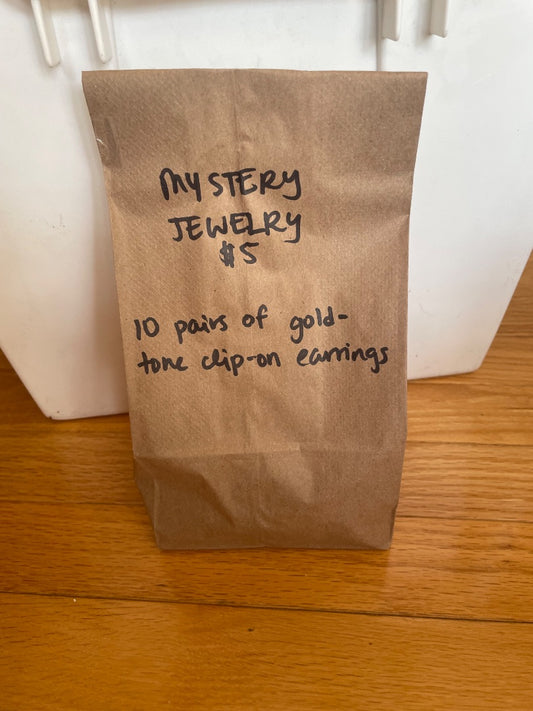 MYSTERY
JEWELRY
$5
10 pairs of gold-
tone clip-on earrings